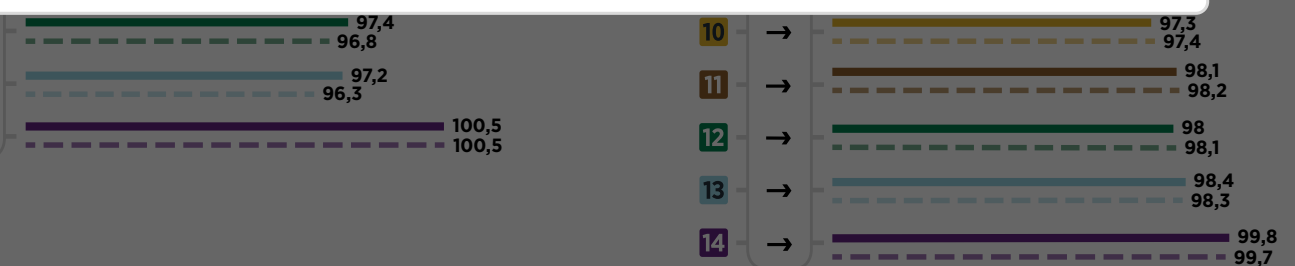 97,4
96,8
97,2
96,3
100,5
100,5
10 → 97,3
97,4
11 → 98,1
98,2
12 → 98
98,1
13 → 98,4
98,3
14 → 99,8
99,7